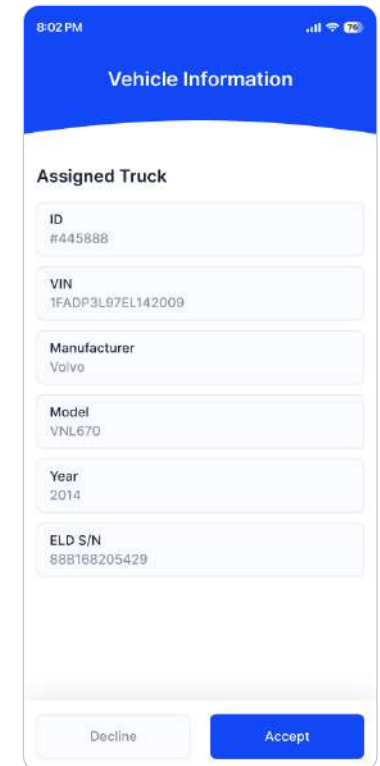 8:02 PM 76
Vehicle Information
Assigned Truck
ID
#445888
VIN
1FADP3L97EL142009
Manufacturer
Volvo
Model
VNL670
Year
2014
ELD S/N
88B168205429
Decline Accept